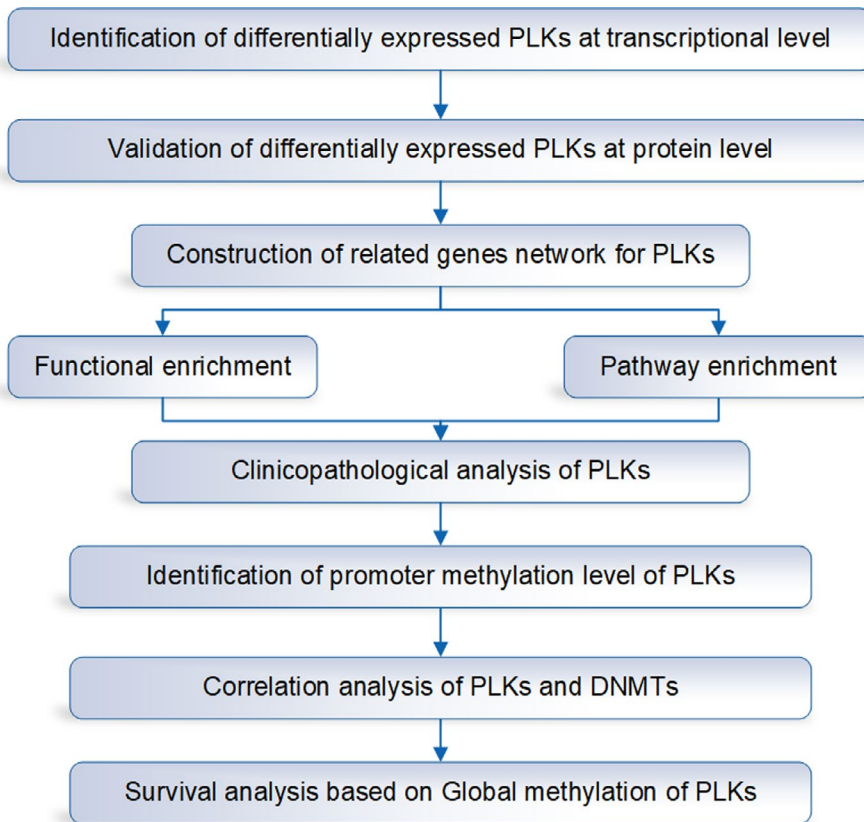 Identification of differentially expressed PLKs at transcriptional level
Validation of differentially expressed PLKs at protein level
Construction of related genes network for PLKs
Functional enrichment
Pathway enrichment
Clinicopathological analysis of PLKs
Identification of promoter methylation level of PLKs
Correlation analysis of PLKs and DNMTs
Survival analysis based on Global methylation of PLKs